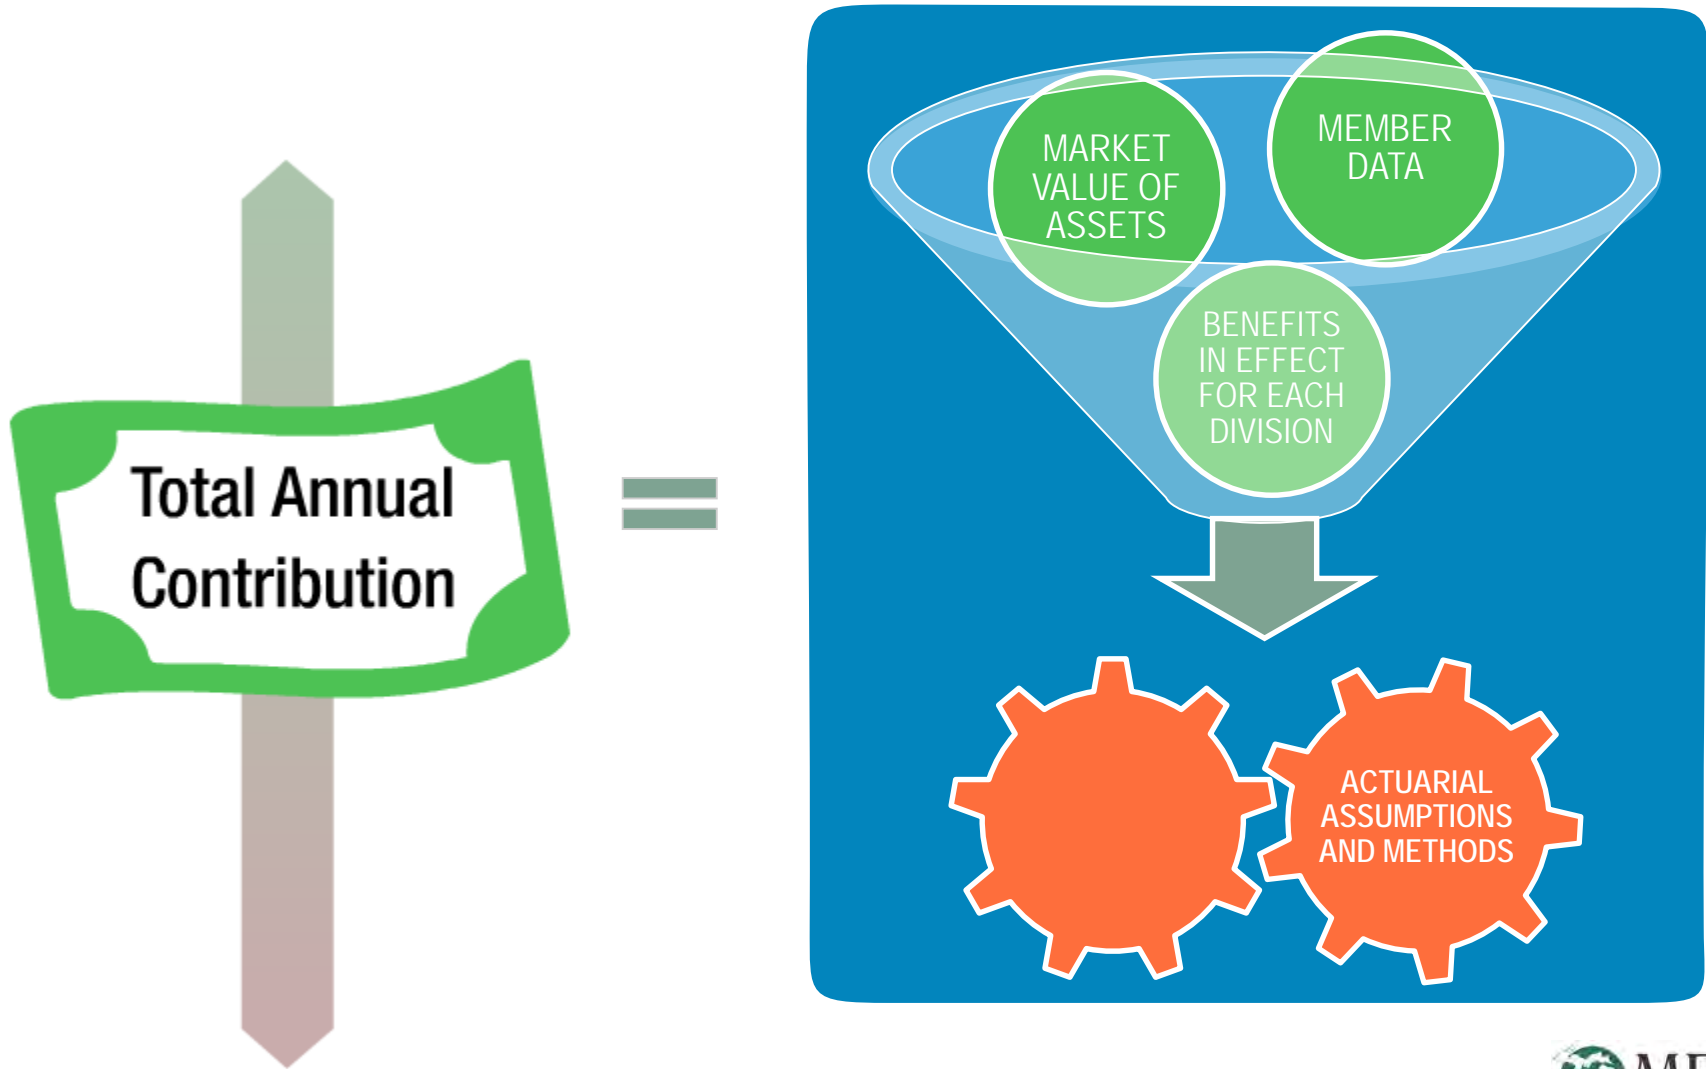 Total Annual
Contribution
MARKET
VALUE OF
ASSETS
MEMBER
DATA
BENEFITS
IN EFFECT
FOR EACH
DIVISION
ACTUARIAL
ASSUMPTIONS
AND METHODS